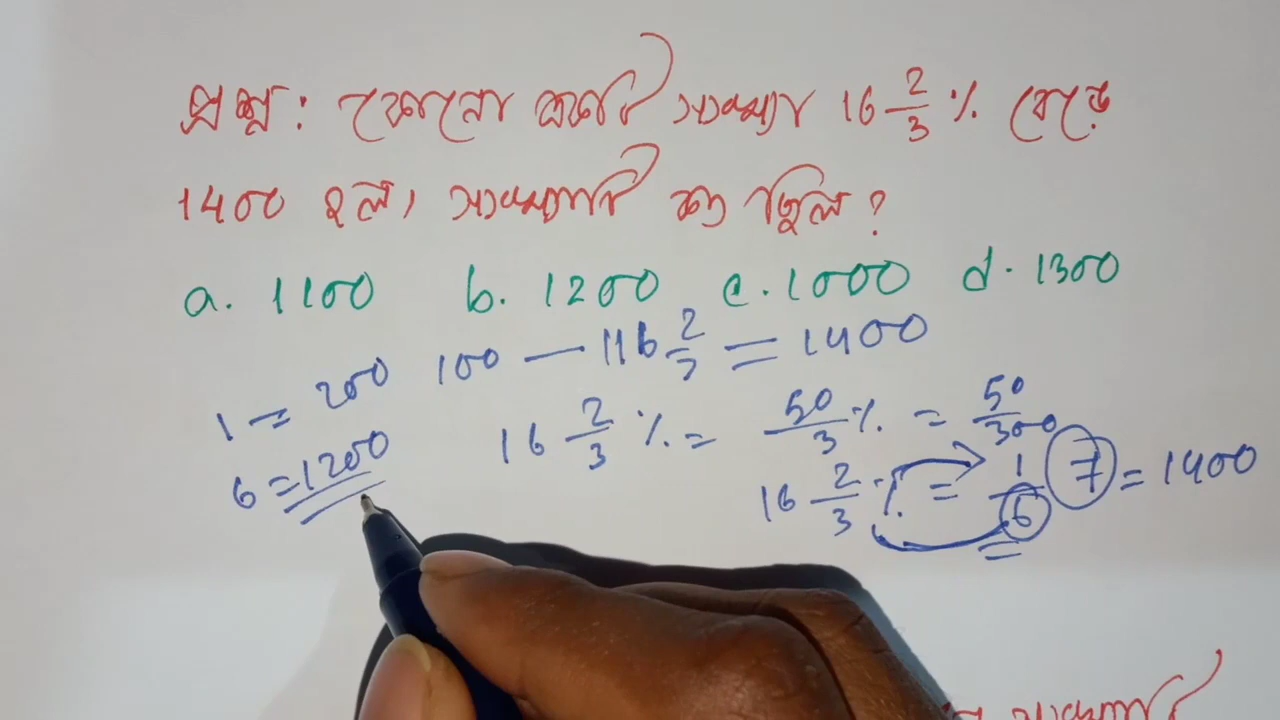 প্রশ্ন: কোনো একটি সংখ্যা 16 2/3 % বেড়ে
1400 হল। সংখ্যাটি কত ছিল?
a. 1100 b. 1200 c. 1000 d. 1300
100 — 116 2/3 = 1400
1 = 200
6 = 1200
16 2/3 % = 50/3 % = 50/300
16 2/3 % = 1/6 7 = 1400
সংখ্যাটি